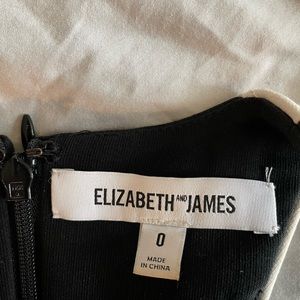 ELIZABETH AND JAMES
0
MADE
IN CHINA